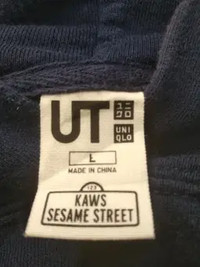 UT
ユニ
クロ
UNI
QLO
L
MADE IN CHINA
123
KAWS
SESAME STREET